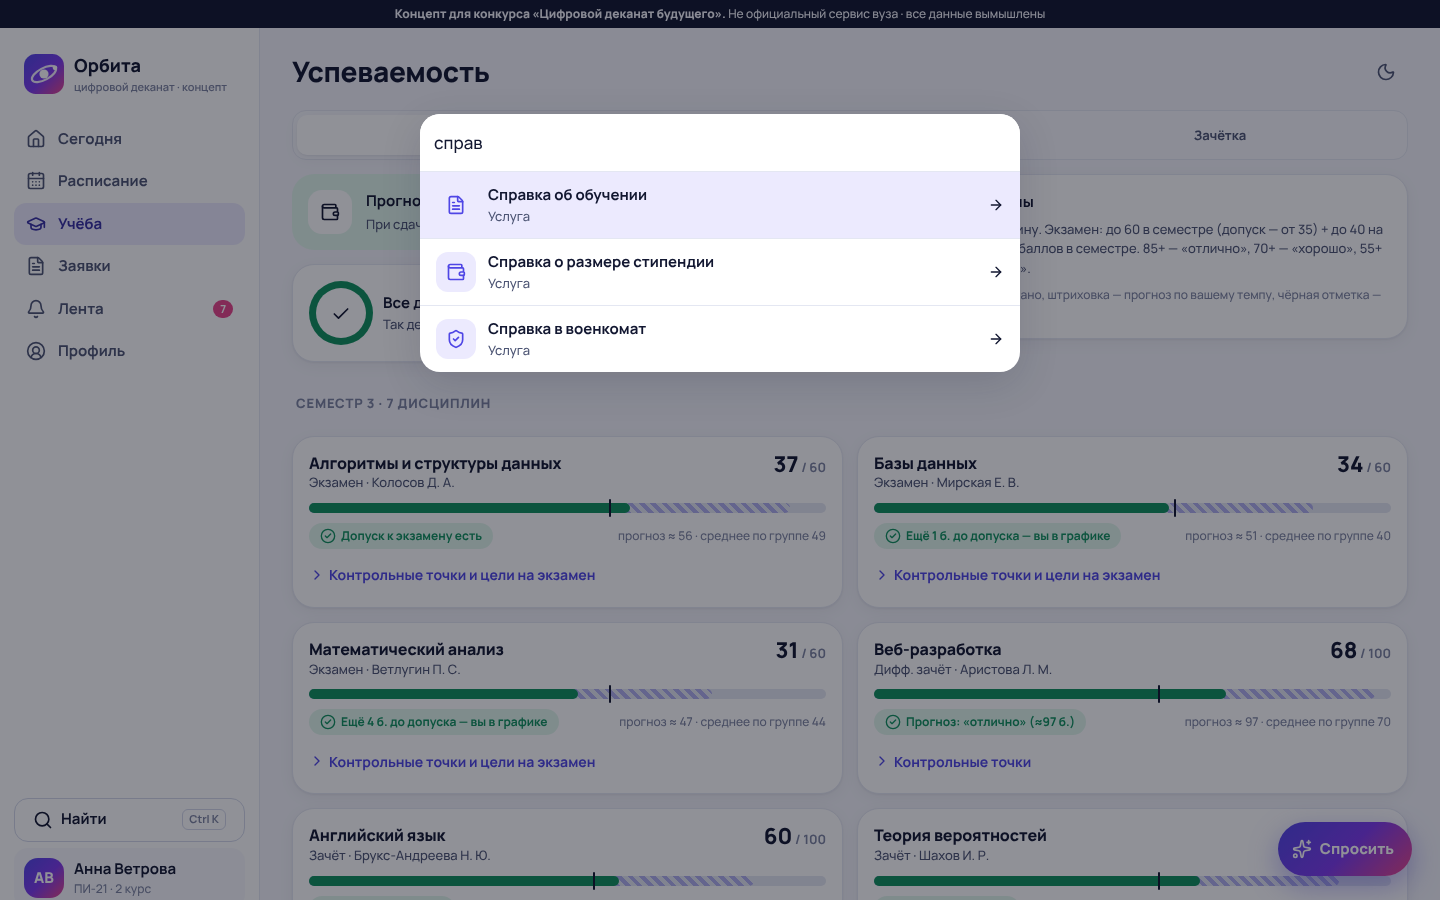 Концепт для конкурса «Цифровой деканат будущего». Не официальный сервис вуза · все данные вымышлены
Орбита
цифровой деканат · концепт
Сегодня
Расписание
Учёба
Заявки
Лента
7
Профиль
Найти
Ctrl K
АВ
Анна Ветрова
ПИ-21 · 2 курс
Успеваемость
Зачётка
справ
Справка об обучении
Услуга
Справка о размере стипендии
Услуга
Справка в военкомат
Услуга
При сдач
Все д
Так де
ину. Экзамен: до 60 в семестре (допуск — от 35) + до 40 на
баллов в семестре. 85+ — «отлично», 70+ — «хорошо», 55+
».
ано, штриховка — прогноз по вашему темпу, чёрная отметка —
СЕМЕСТР 3 · 7 ДИСЦИПЛИН
Алгоритмы и структуры данных
37 / 60
Экзамен · Колосов Д. А.
Допуск к экзамену есть
прогноз ≈ 56 · среднее по группе 49
Контрольные точки и цели на экзамен
Базы данных
34 / 60
Экзамен · Мирская Е. В.
Ещё 1 б. до допуска — вы в графике
прогноз ≈ 51 · среднее по группе 40
Контрольные точки и цели на экзамен
Математический анализ
31 / 60
Экзамен · Ветлугин П. С.
Ещё 4 б. до допуска — вы в графике
прогноз ≈ 47 · среднее по группе 44
Контрольные точки и цели на экзамен
Веб-разработка
68 / 100
Дифф. зачёт · Аристова Л. М.
Прогноз: «отлично» (≈97 б.)
прогноз ≈ 97 · среднее по группе 70
Контрольные точки
Английский язык
60 / 100
Зачёт · Брукс-Андреева Н. Ю.
Теория вероятностей
Зачёт · Шахов И. Р.
Спросить